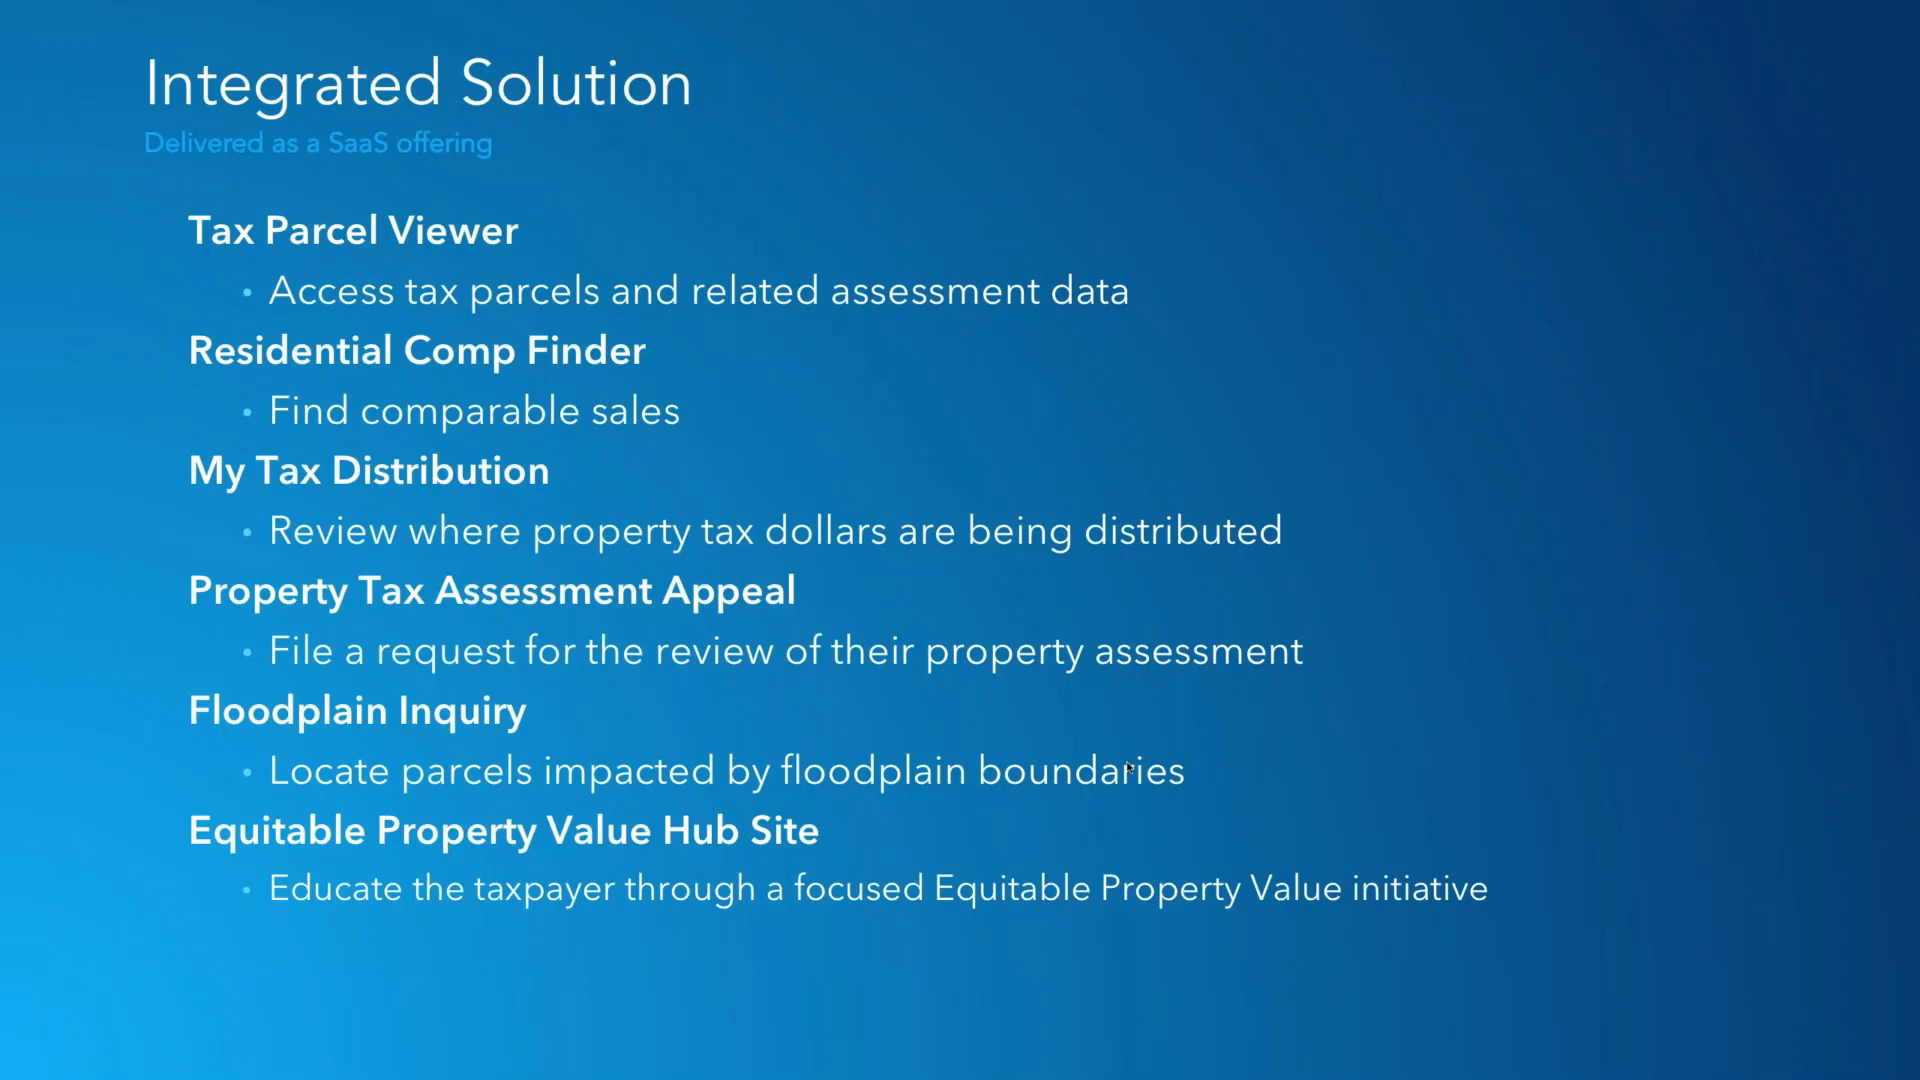 Integrated Solution
Delivered as a SaaS offering
Tax Parcel Viewer
• Access tax parcels and related assessment data
Residential Comp Finder
• Find comparable sales
My Tax Distribution
• Review where property tax dollars are being distributed
Property Tax Assessment Appeal
• File a request for the review of their property assessment
Floodplain Inquiry
• Locate parcels impacted by floodplain boundaries
Equitable Property Value Hub Site
• Educate the taxpayer through a focused Equitable Property Value initiative